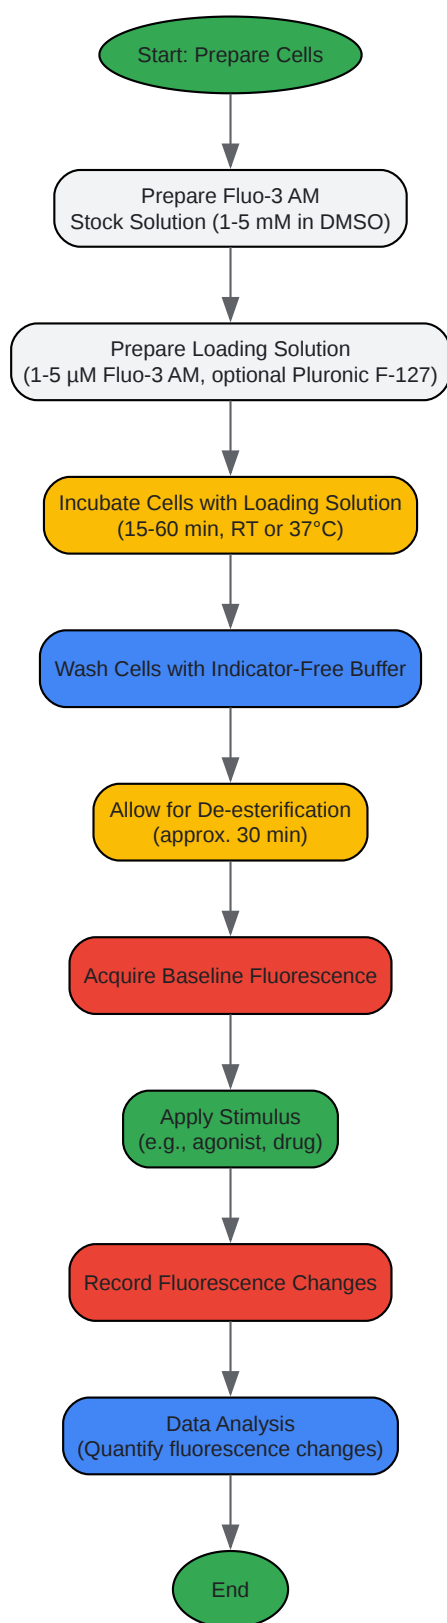 Start: Prepare Cells
Prepare Fluo-3 AM
Stock Solution (1-5 mM in DMSO)
Prepare Loading Solution
(1-5 µM Fluo-3 AM, optional Pluronic F-127)
Incubate Cells with Loading Solution
(15-60 min, RT or 37°C)
Wash Cells with Indicator-Free Buffer
Allow for De-esterification
(approx. 30 min)
Acquire Baseline Fluorescence
Apply Stimulus
(e.g., agonist, drug)
Record Fluorescence Changes
Data Analysis
(Quantify fluorescence changes)
End